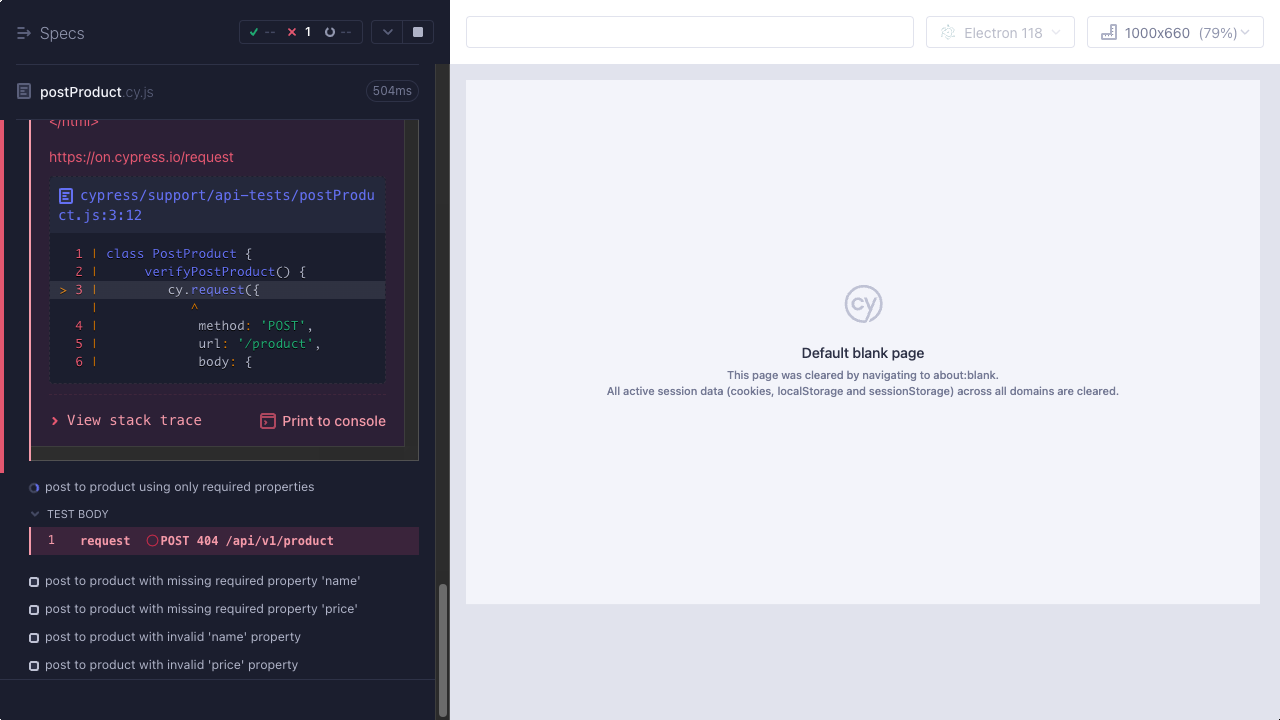 Specs
--
1
--
postProduct.cy.js
504ms
</html>
https://on.cypress.io/request
cypress/support/api-tests/postProdu
ct.js:3:12
1 | class PostProduct {
2 |      verifyPostProduct() {
> 3 |         cy.request({
|            ^
4 |             method: 'POST',
5 |             url: '/product',
6 |             body: {
View stack trace
Print to console
post to product using only required properties
TEST BODY
1 request POST 404 /api/v1/product
post to product with missing required property 'name'
post to product with missing required property 'price'
post to product with invalid 'name' property
post to product with invalid 'price' property
Electron 118
1000x660 (79%)
cy
Default blank page
This page was cleared by navigating to about:blank.
All active session data (cookies, localStorage and sessionStorage) across all domains are cleared.